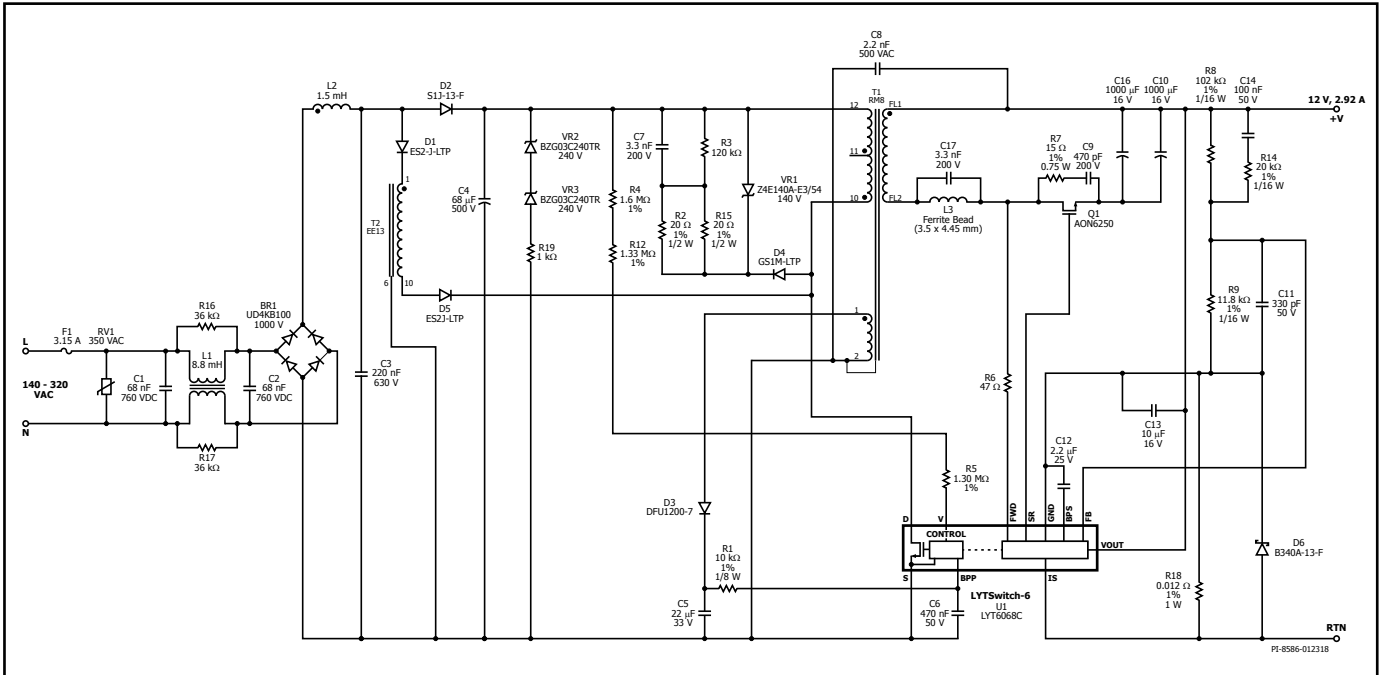 C8
2.2 nF
500 VAC
L2
1.5 mH
D2
S1J-13-F
T1
RM8
12
FL1
11
10
FL2
C16
1000 µF
16 V
C10
1000 µF
16 V
R8
102 kΩ
1%
1/16 W
C14
100 nF
50 V
12 V, 2.92 A
+V
D1
ES2-J-LTP
VR2
BZG03C240TR
240 V
C7
3.3 nF
200 V
R3
120 kΩ
C17
3.3 nF
200 V
R7
15 Ω
1%
0.75 W
C9
470 pF
200 V
R14
20 kΩ
1%
1/16 W
1
T2
EE13
6
10
C4
68 µF
500 V
VR3
BZG03C240TR
240 V
R4
1.6 MΩ
1%
VR1
Z4E140A-E3/54
140 V
L3
Ferrite Bead
(3.5 x 4.45 mm)
Q1
AON6250
R2
20 Ω
1%
1/2 W
R15
20 Ω
1%
1/2 W
R19
1 kΩ
R12
1.33 MΩ
1%
D4
GS1M-LTP
D5
ES2J-LTP
R9
11.8 kΩ
1%
1/16 W
C11
330 pF
50 V
R16
36 kΩ
BR1
UD4KB100
1000 V
1
2
L
F1
3.15 A
RV1
350 VAC
L1
8.8 mH
C3
220 nF
630 V
140 - 320
VAC
C1
68 nF
760 VDC
C2
68 nF
760 VDC
R6
47 Ω
N
R17
36 kΩ
C13
10 µF
16 V
C12
2.2 µF
25 V
R5
1.30 MΩ
1%
D3
DFU1200-7
D
V
FWD
SR
GND
BPS
FB
CONTROL
VOUT
D6
B340A-13-F
R1
10 kΩ
1%
1/8 W
S
BPP
IS
LYTSwitch-6
U1
LYT6068C
R18
0.012 Ω
1%
1 W
C5
22 µF
33 V
C6
470 nF
50 V
RTN
PI-8586-012318